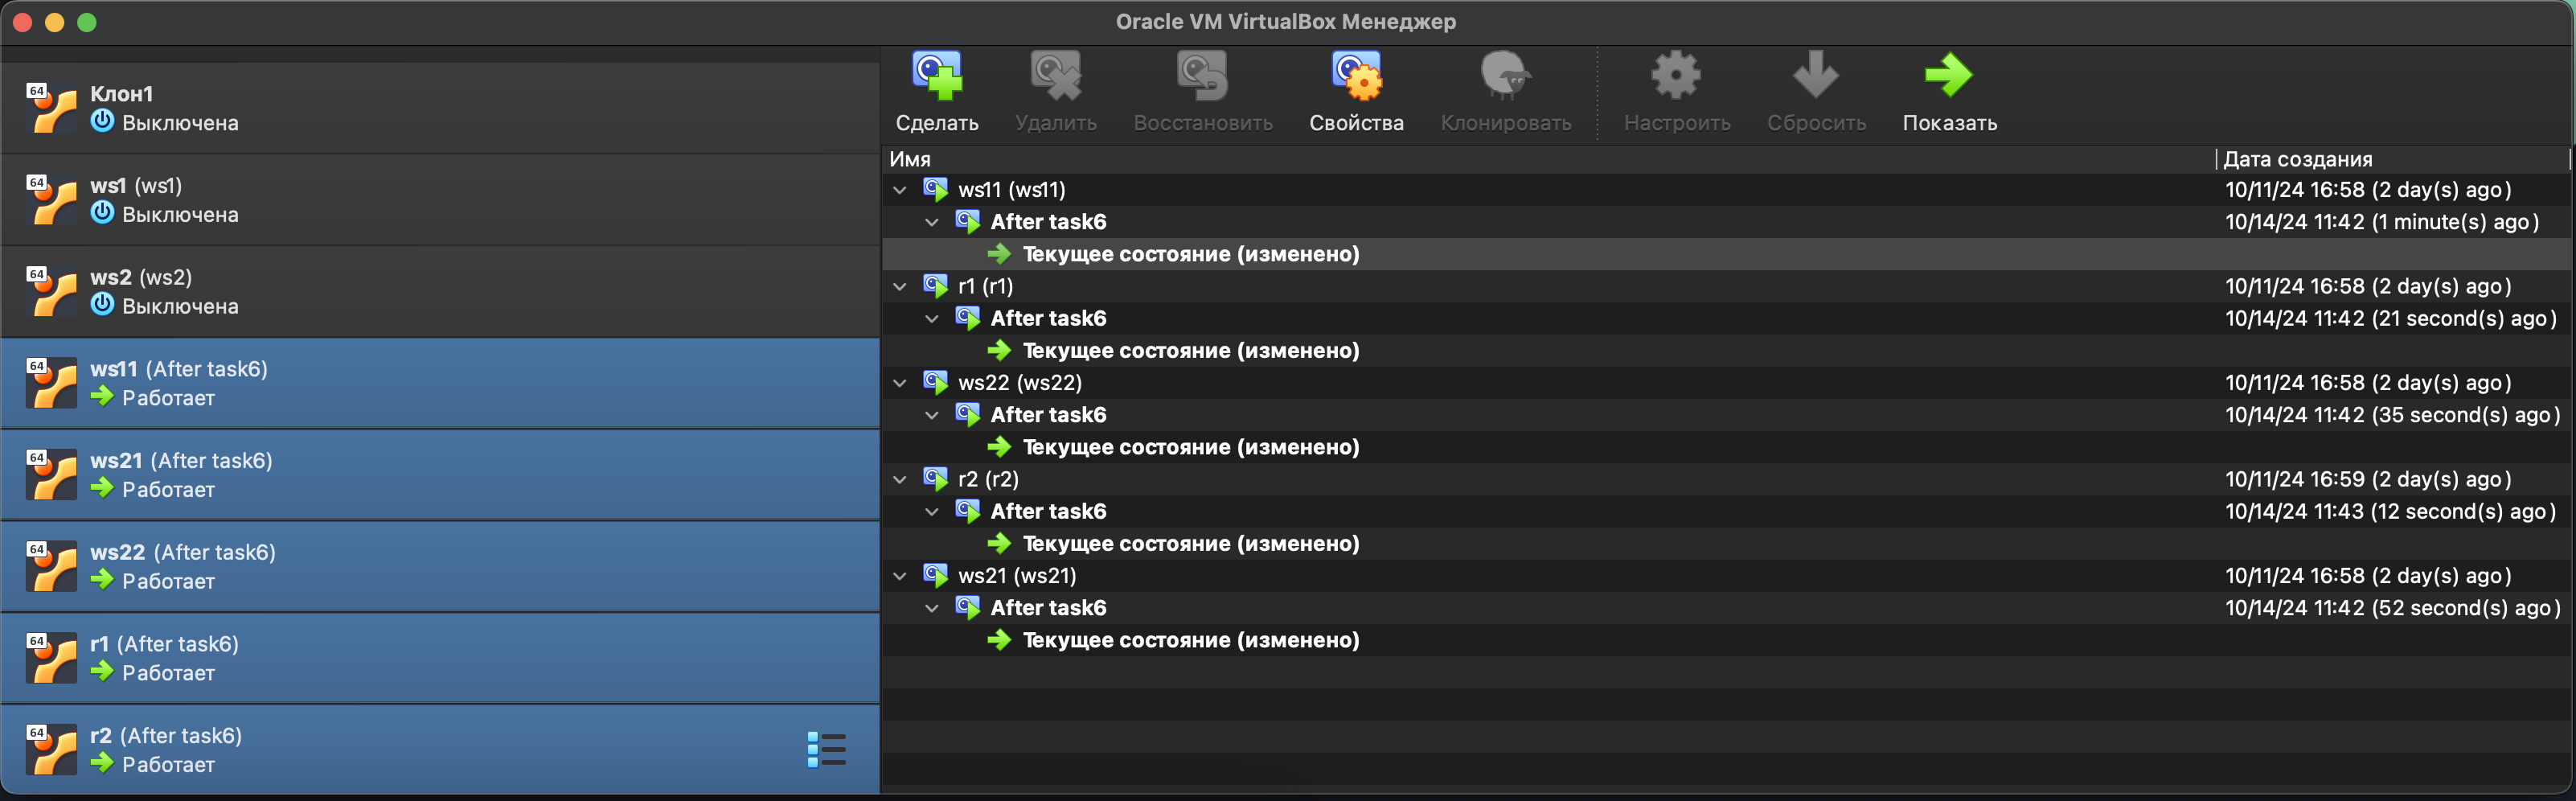 Oracle VM VirtualBox Менеджер
64
Клон1
Выключена
64
ws1 (ws1)
Выключена
64
ws2 (ws2)
Выключена
64
ws11 (After task6)
Работает
64
ws21 (After task6)
Работает
64
ws22 (After task6)
Работает
64
r1 (After task6)
Работает
64
r2 (After task6)
Работает
Сделать Удалить Восстановить Свойства Клонировать Настроить Сбросить Показать
Имя Дата создания
ws11 (ws11) 10/11/24 16:58 (2 day(s) ago)
After task6 10/14/24 11:42 (1 minute(s) ago)
Текущее состояние (изменено)
r1 (r1) 10/11/24 16:58 (2 day(s) ago)
After task6 10/14/24 11:42 (21 second(s) ago)
Текущее состояние (изменено)
ws22 (ws22) 10/11/24 16:58 (2 day(s) ago)
After task6 10/14/24 11:42 (35 second(s) ago)
Текущее состояние (изменено)
r2 (r2) 10/11/24 16:59 (2 day(s) ago)
After task6 10/14/24 11:43 (12 second(s) ago)
Текущее состояние (изменено)
ws21 (ws21) 10/11/24 16:58 (2 day(s) ago)
After task6 10/14/24 11:42 (52 second(s) ago)
Текущее состояние (изменено)